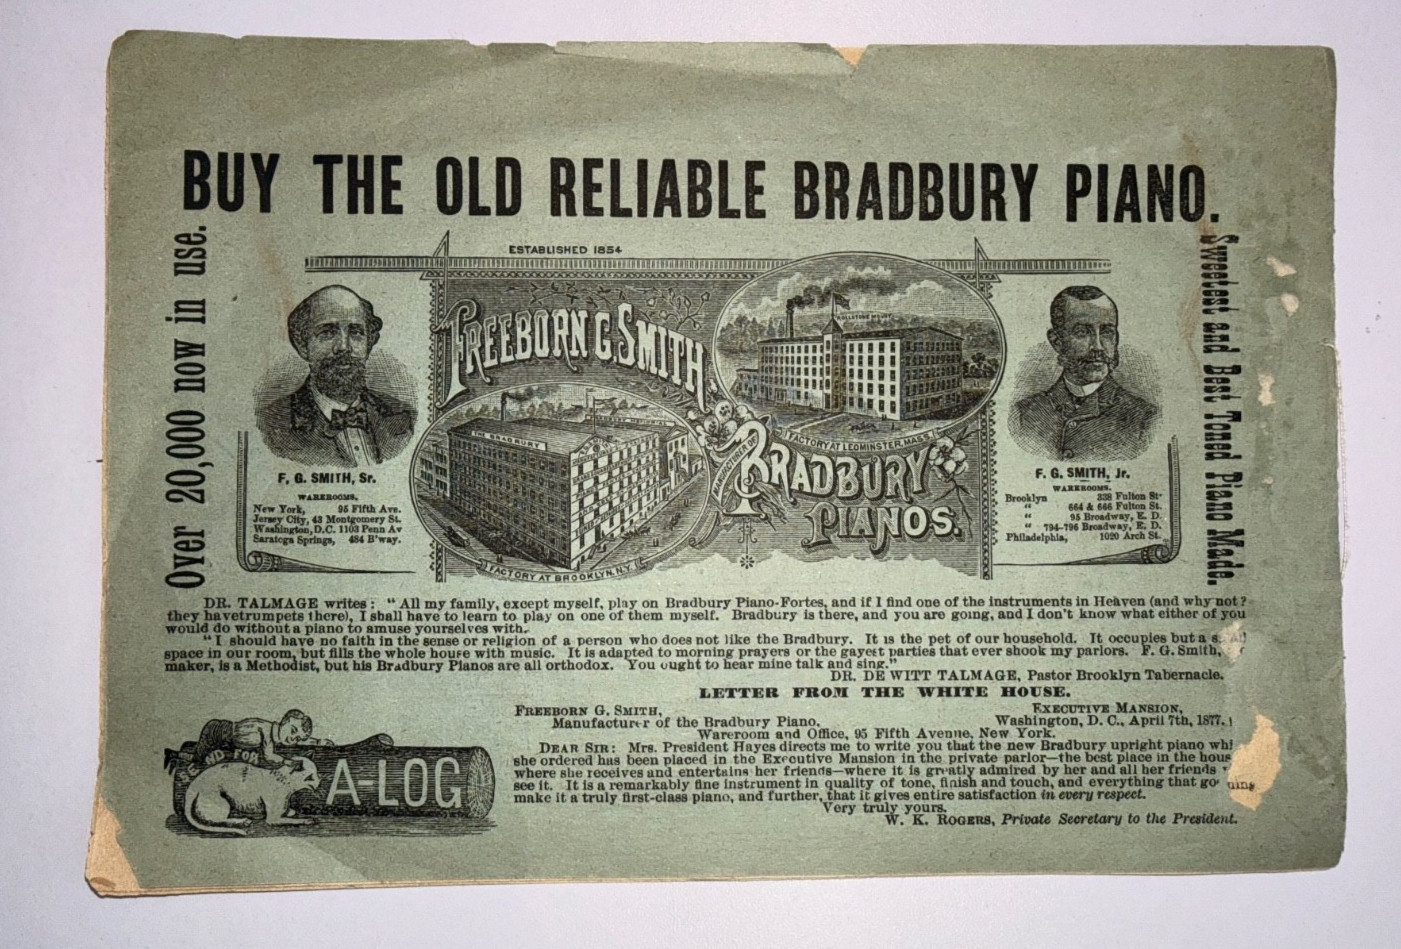 BUY THE OLD RELIABLE BRADBURY PIANO.
Over 20,000 now in use.
Sweetest and Best Toned Piano Made.
ESTABLISHED 1854
FREEBORN G. SMITH.
ROLLSTONE MOUNT
FACTORY AT LEOMINSTER, MASS.
THE BRADBURY
FACTORY AT BROOKLYN. N.Y.
MANUFACTURER OF
BRADBURY
PIANOS.
F. G. SMITH, Sr.
WAREROOMS.
New York, 95 Fifth Ave.
Jersey City, 43 Montgomery St.
Washington, D.C. 1103 Penn Av
Saratoga Springs, 484 B'way.
F. G. SMITH, Jr.
WAREROOMS.
Brooklyn 338 Fulton St·
" 664 & 666 Fulton St.
" 95 Broadway, E. D.
" 794-796 Broadway, E. D.
Philadelphia, 1020 Arch St.
DR. TALMAGE writes: "All my family, except myself, play on Bradbury Piano-Fortes, and if I find one of the instruments in Heaven (and why not?
they havetrumpets there), I shall have to learn to play on one of them myself. Bradbury is there, and you are going, and I don't know what either of you
would do without a piano to amuse yourselves with.
"I should have no faith in the sense or religion of a person who does not like the Bradbury. It is the pet of our household. It occupies but a
space in our room, but fills the whole house with music. It is adapted to morning prayers or the gayest parties that ever shook my parlors. F. G. Smith,
maker, is a Methodist, but his Bradbury Pianos are all orthodox. You ought to hear mine talk and sing."
DR. DE WITT TALMAGE, Pastor Brooklyn Tabernacle.
LETTER FROM THE WHITE HOUSE.
FREEBORN G. SMITH, EXECUTIVE MANSION,
Manufacturer of the Bradbury Piano, Washington, D. C., April 7th, 1877.
Wareroom and Office, 95 Fifth Avenue, New York.
DEAR SIR: Mrs. President Hayes directs me to write you that the new Bradbury upright piano
she ordered has been placed in the Executive Mansion in the private parlor—the best place in the
where she receives and entertains her friends—where it is greatly admired by her and all her friends
see it. It is a remarkably fine instrument in quality of tone, finish and touch, and everything that
make it a truly first-class piano, and further, that it gives entire satisfaction in every respect.
Very truly yours.
W. K. ROGERS, Private Secretary to the President.
SEND FOR
A-LOG